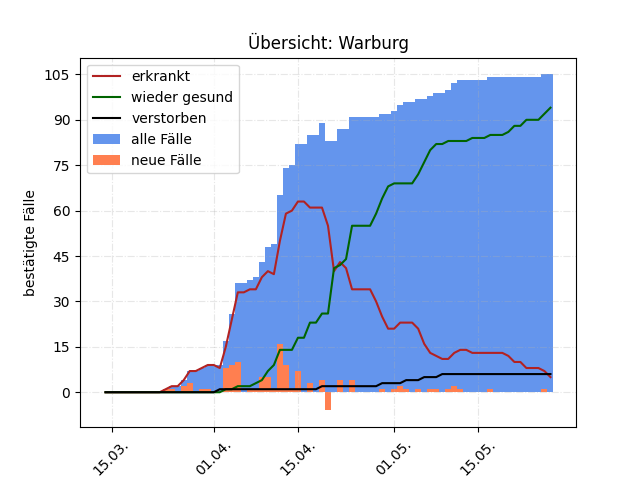 Übersicht: Warburg
erkrankt
wieder gesund
verstorben
alle Fälle
neue Fälle
bestätigte Fälle
105
90
75
60
45
30
15
0
15.03.
01.04.
15.04.
01.05.
15.05.